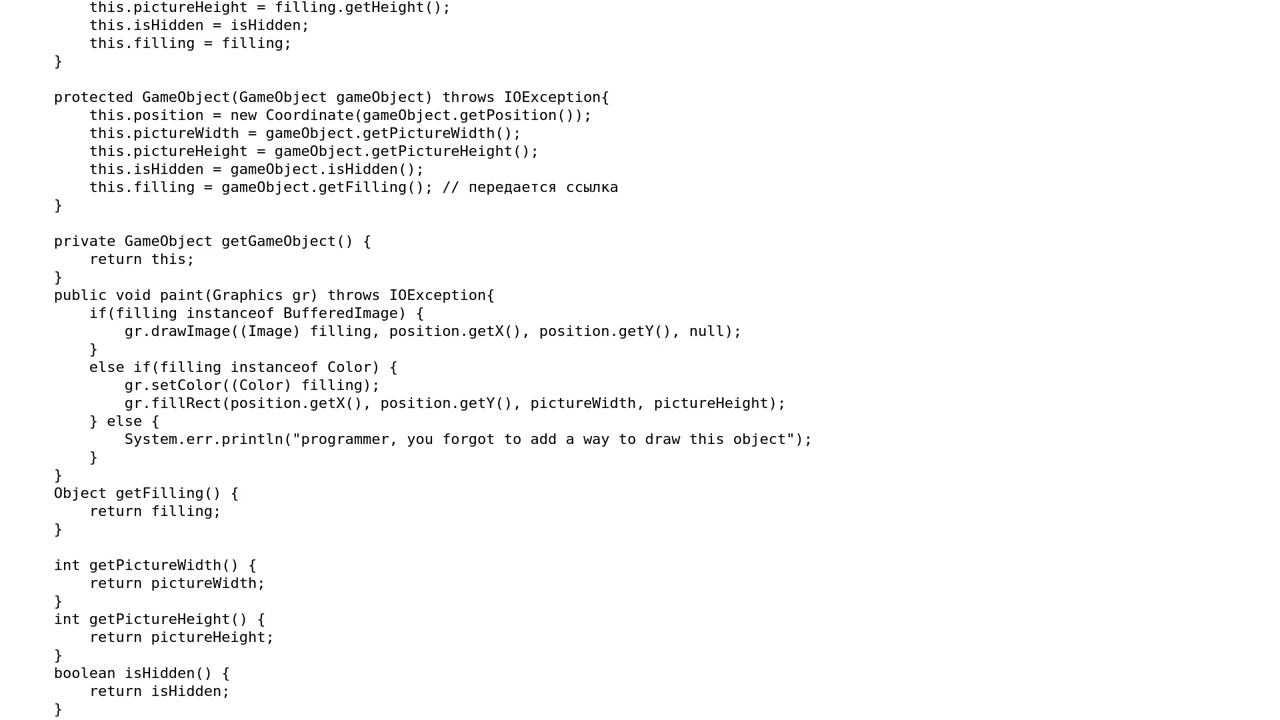 this.pictureHeight = filling.getHeight();
this.isHidden = isHidden;
this.filling = filling;
}
protected GameObject(GameObject gameObject) throws IOException{
this.position = new Coordinate(gameObject.getPosition());
this.pictureWidth = gameObject.getPictureWidth();
this.pictureHeight = gameObject.getPictureHeight();
this.isHidden = gameObject.isHidden();
this.filling = gameObject.getFilling(); // передается ссылка
}
private GameObject getGameObject() {
return this;
}
public void paint(Graphics gr) throws IOException{
if(filling instanceof BufferedImage) {
gr.drawImage((Image) filling, position.getX(), position.getY(), null);
}
else if(filling instanceof Color) {
gr.setColor((Color) filling);
gr.fillRect(position.getX(), position.getY(), pictureWidth, pictureHeight);
} else {
System.err.println("programmer, you forgot to add a way to draw this object");
}
}
Object getFilling() {
return filling;
}
int getPictureWidth() {
return pictureWidth;
}
int getPictureHeight() {
return pictureHeight;
}
boolean isHidden() {
return isHidden;
}